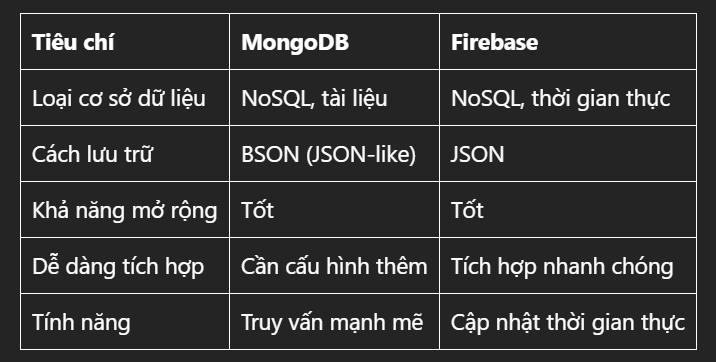 Tiêu chí MongoDB Firebase
Loại cơ sở dữ liệu NoSQL, tài liệu NoSQL, thời gian thực
Cách lưu trữ BSON (JSON-like) JSON
Khả năng mở rộng Tốt Tốt
Dễ dàng tích hợp Cần cấu hình thêm Tích hợp nhanh chóng
Tính năng Truy vấn mạnh mẽ Cập nhật thời gian thực